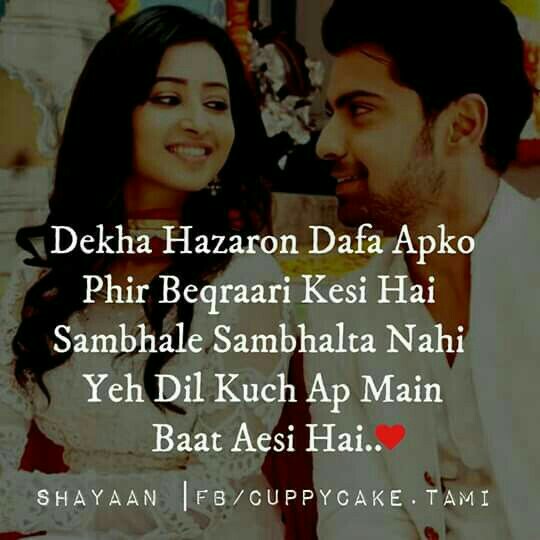 Dekha Hazaron Dafa Apko
Phir Beqraari Kesi Hai
Sambhale Sambhalta Nahi
Yeh Dil Kuch Ap Main
Baat Aesi Hai..❤
SHAYAAN |FB/CUPPYCAKE.TAMI